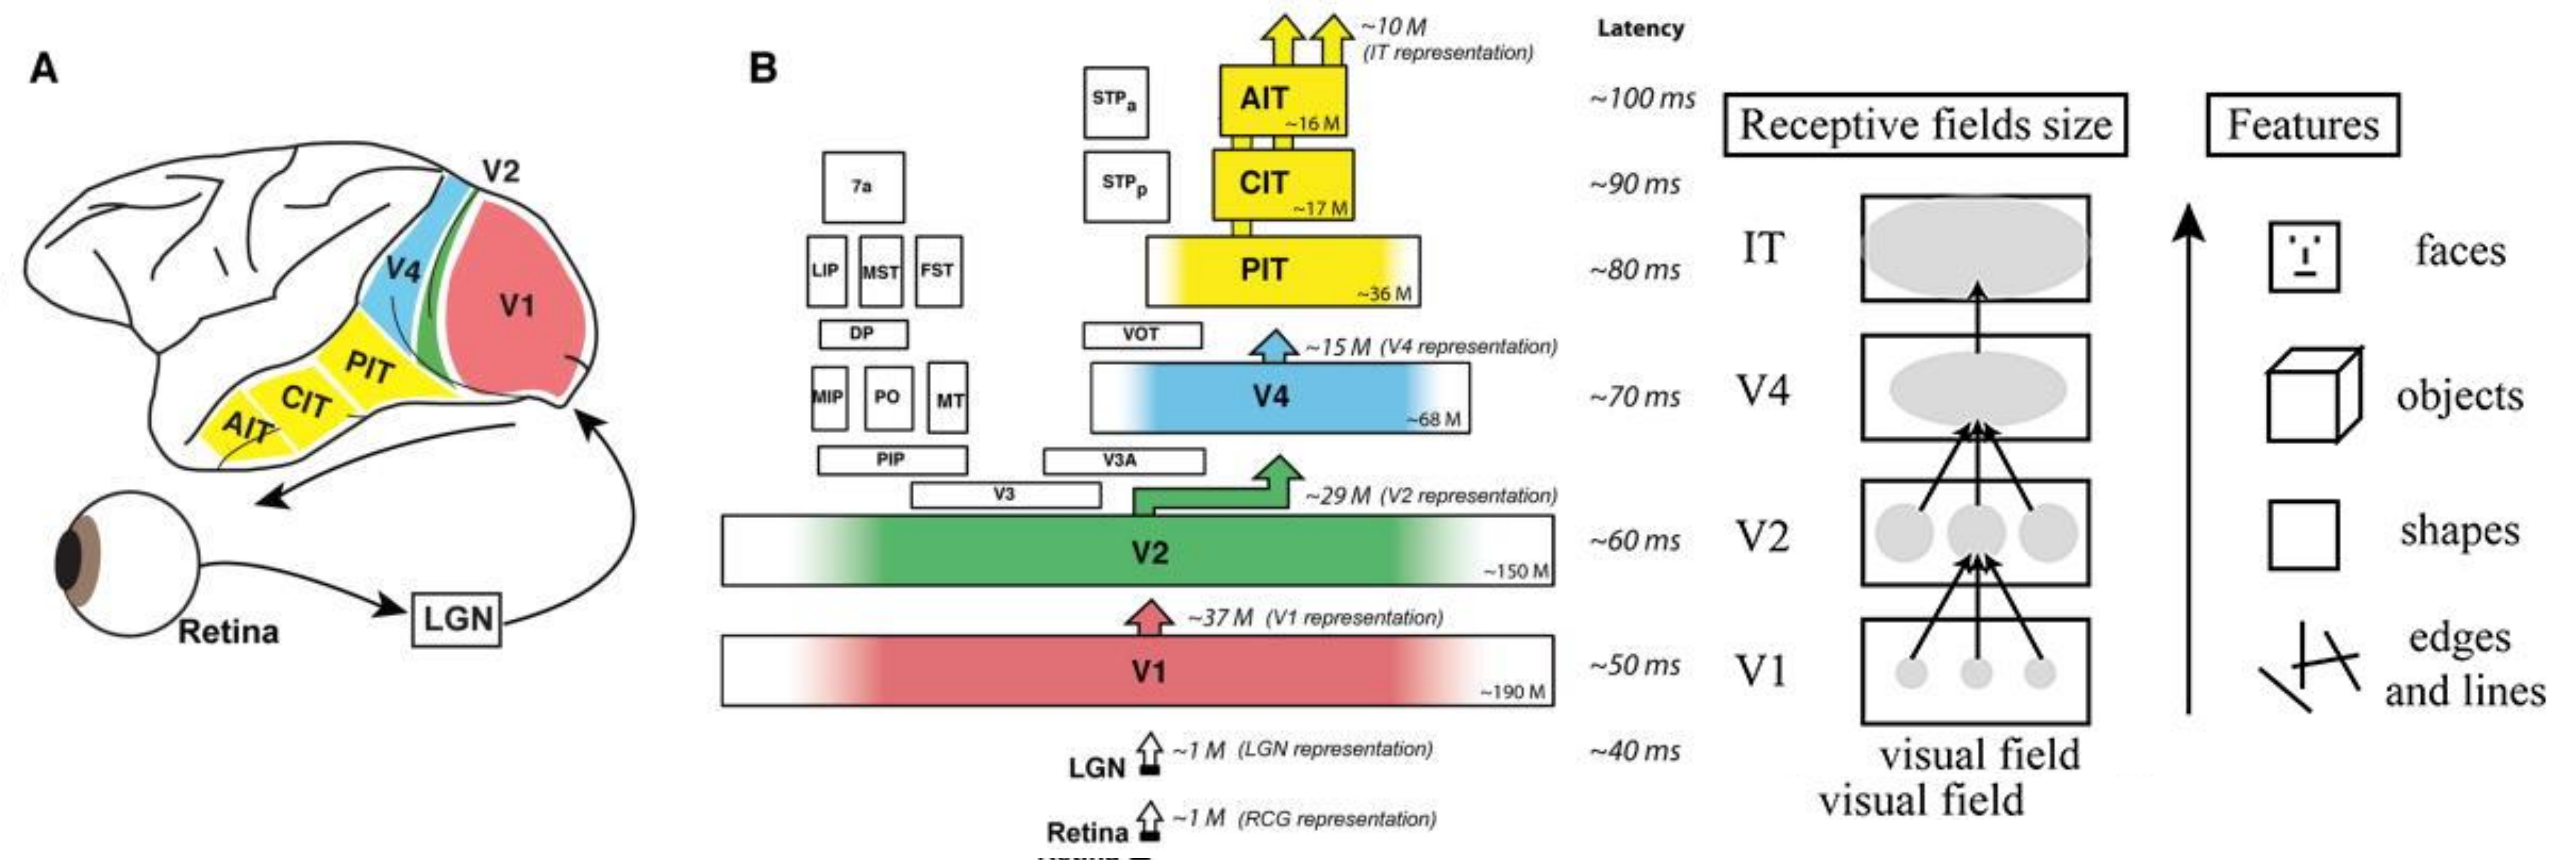 A
V2
V4
V1
PIT
CIT
AIT
Retina
LGN
B
~10 M
(IT representation)
STPa
AIT
~16 M
7a
STPp
CIT
~17 M
LIP
MST
FST
PIT
~36 M
DP
VOT
~15 M (V4 representation)
MIP
PO
MT
V4
~68 M
PIP
V3A
V3
~29 M (V2 representation)
V2
~150 M
~37 M (V1 representation)
V1
~190 M
LGN
~1 M (LGN representation)
Retina
~1 M (RCG representation)
Latency
~100 ms
~90 ms
~80 ms
~70 ms
~60 ms
~50 ms
~40 ms
Receptive fields size
IT
V4
V2
V1
visual field
visual field
Features
faces
objects
shapes
edges
and lines